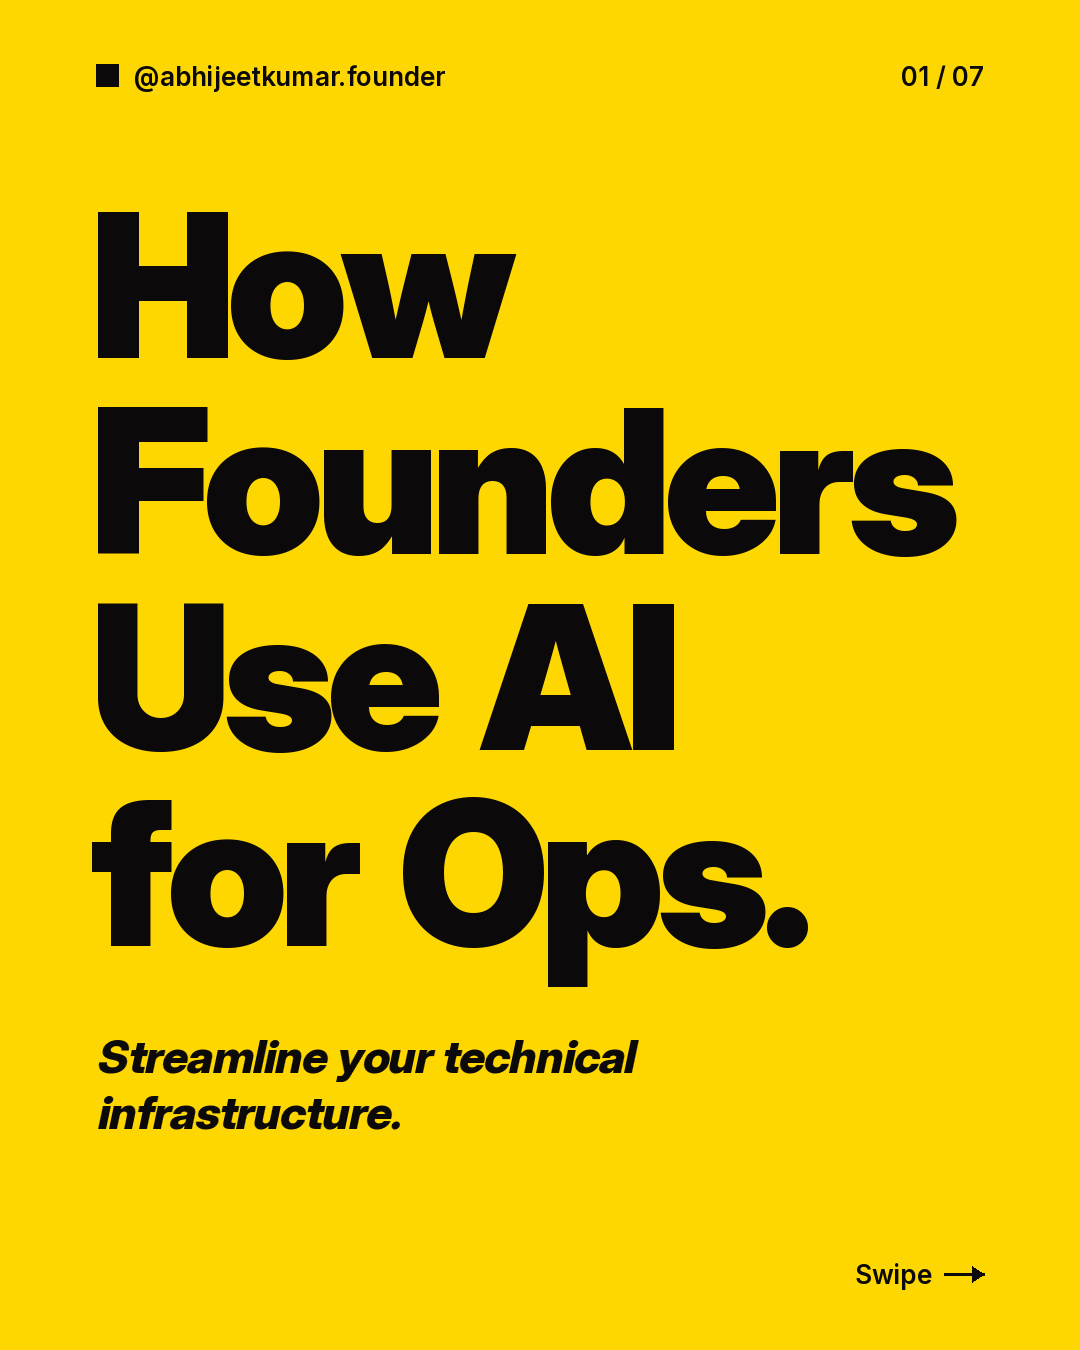 @abhijeetkumar.founder
01 / 07
How
Founders
Use AI
for Ops.
Streamline your technical
infrastructure.
Swipe